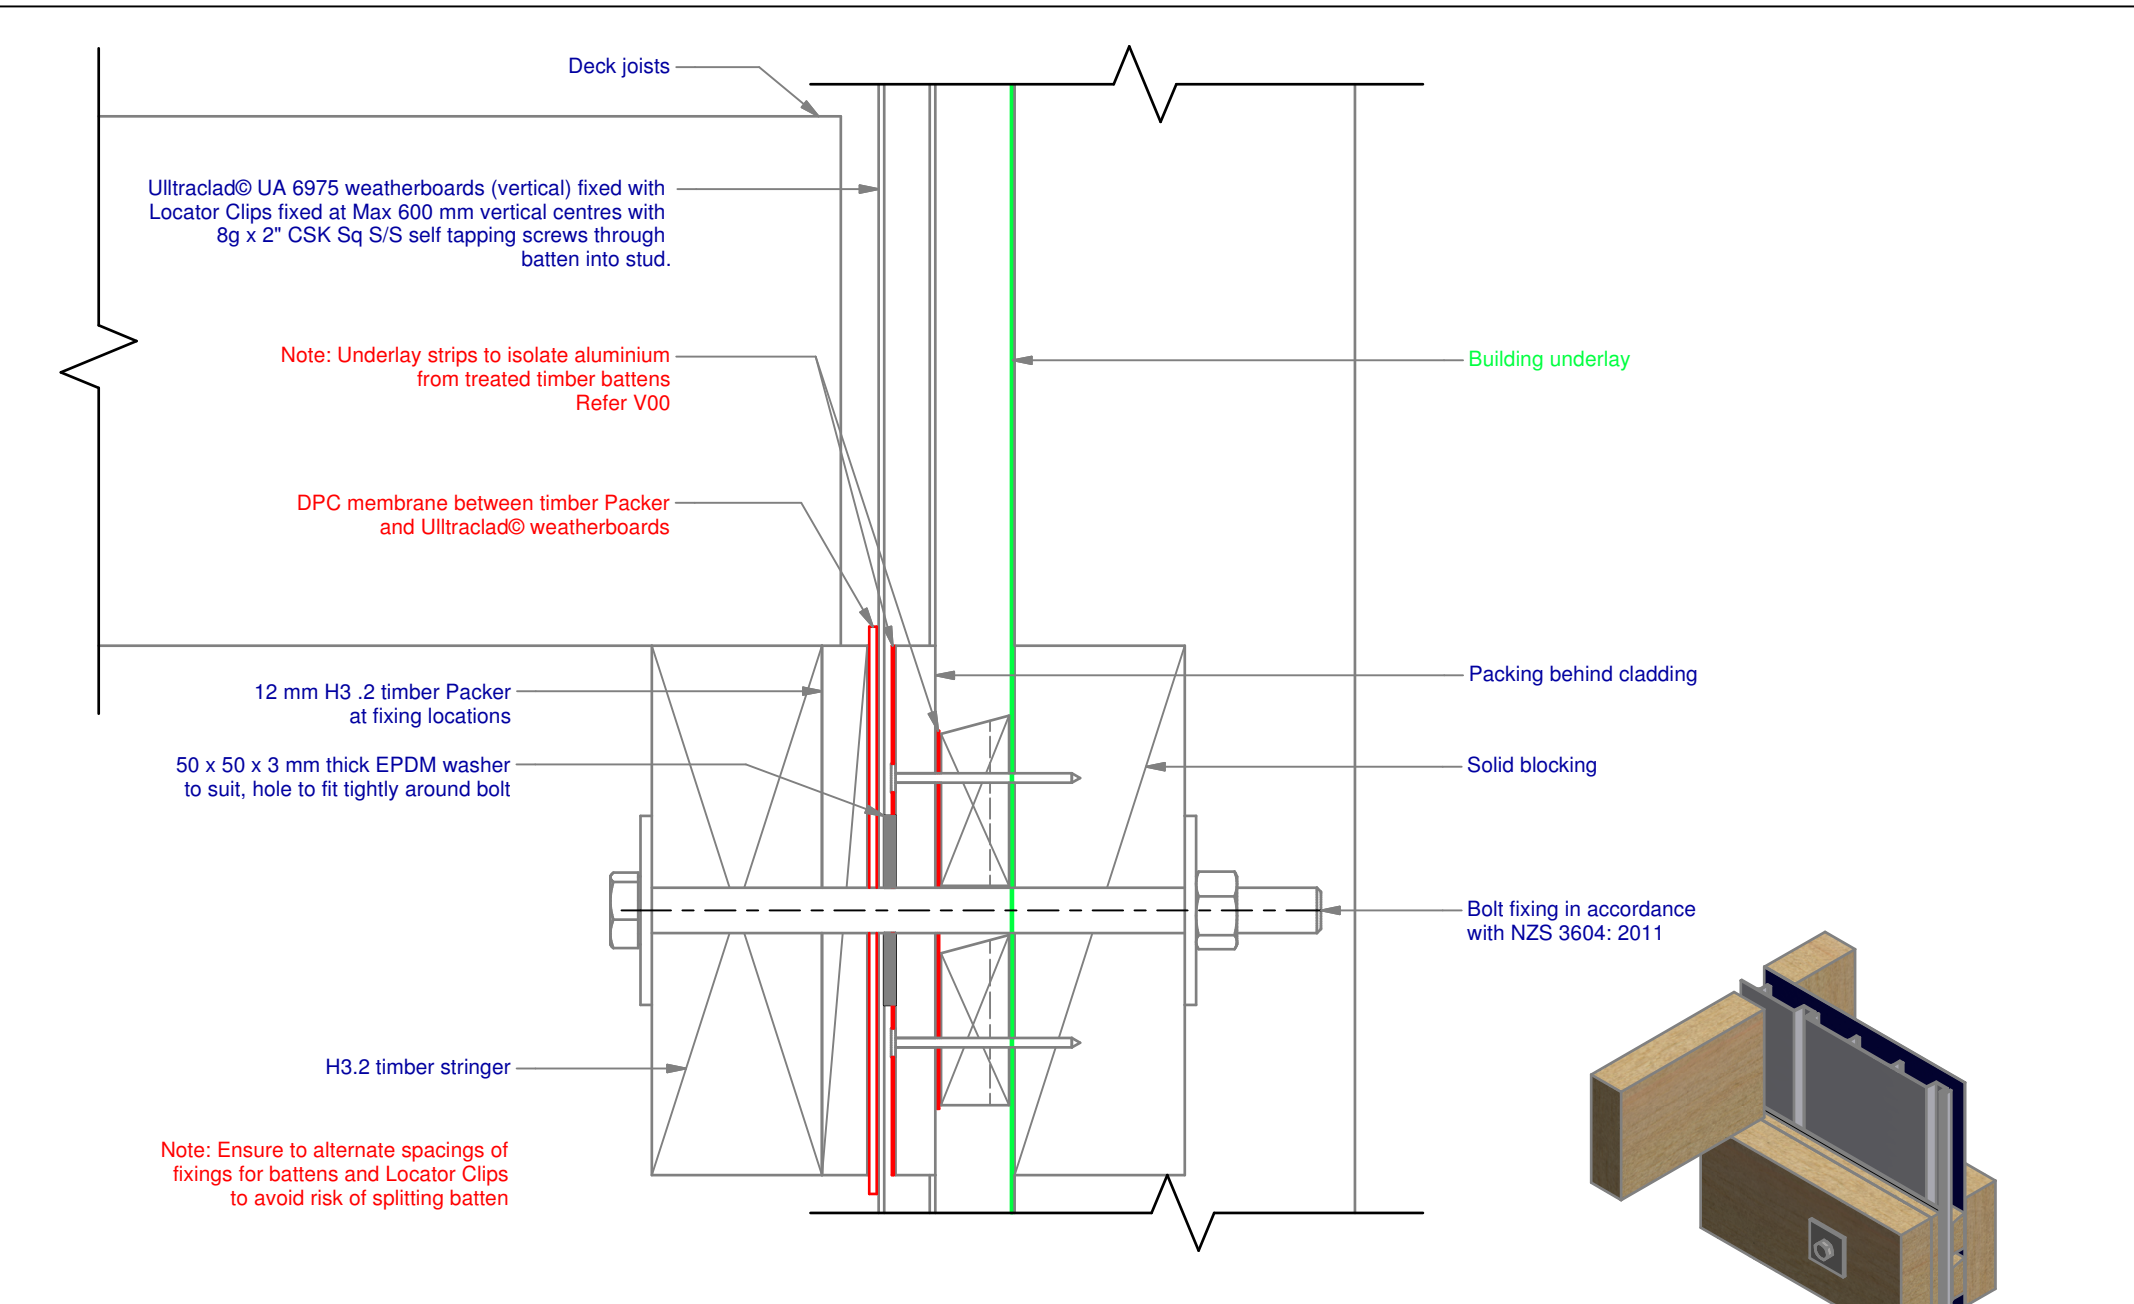 Deck joists
Ulltraclad© UA 6975 weatherboards (vertical) fixed with
Locator Clips fixed at Max 600 mm vertical centres with
8g x 2" CSK Sq S/S self tapping screws through
batten into stud.
Note: Underlay strips to isolate aluminium
from treated timber battens
Refer V00
Building underlay
DPC membrane between timber Packer
and Ulltraclad© weatherboards
12 mm H3 .2 timber Packer
at fixing locations
Packing behind cladding
50 x 50 x 3 mm thick EPDM washer
to suit, hole to fit tightly around bolt
Solid blocking
Bolt fixing in accordance
with NZS 3604: 2011
H3.2 timber stringer
Note: Ensure to alternate spacings of
fixings for battens and Locator Clips
to avoid risk of splitting batten